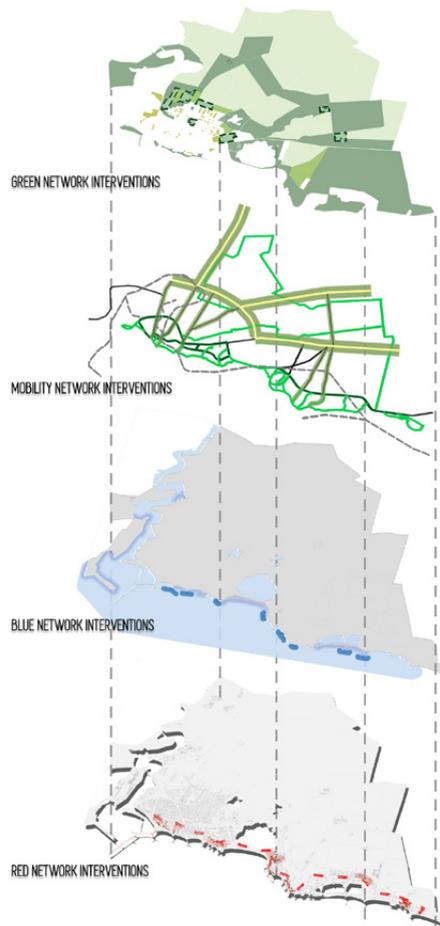 GREEN NETWORK INTERVENTIONS
MOBILITY NETWORK INTERVENTIONS
BLUE NETWORK INTERVENTIONS
RED NETWORK INTERVENTIONS